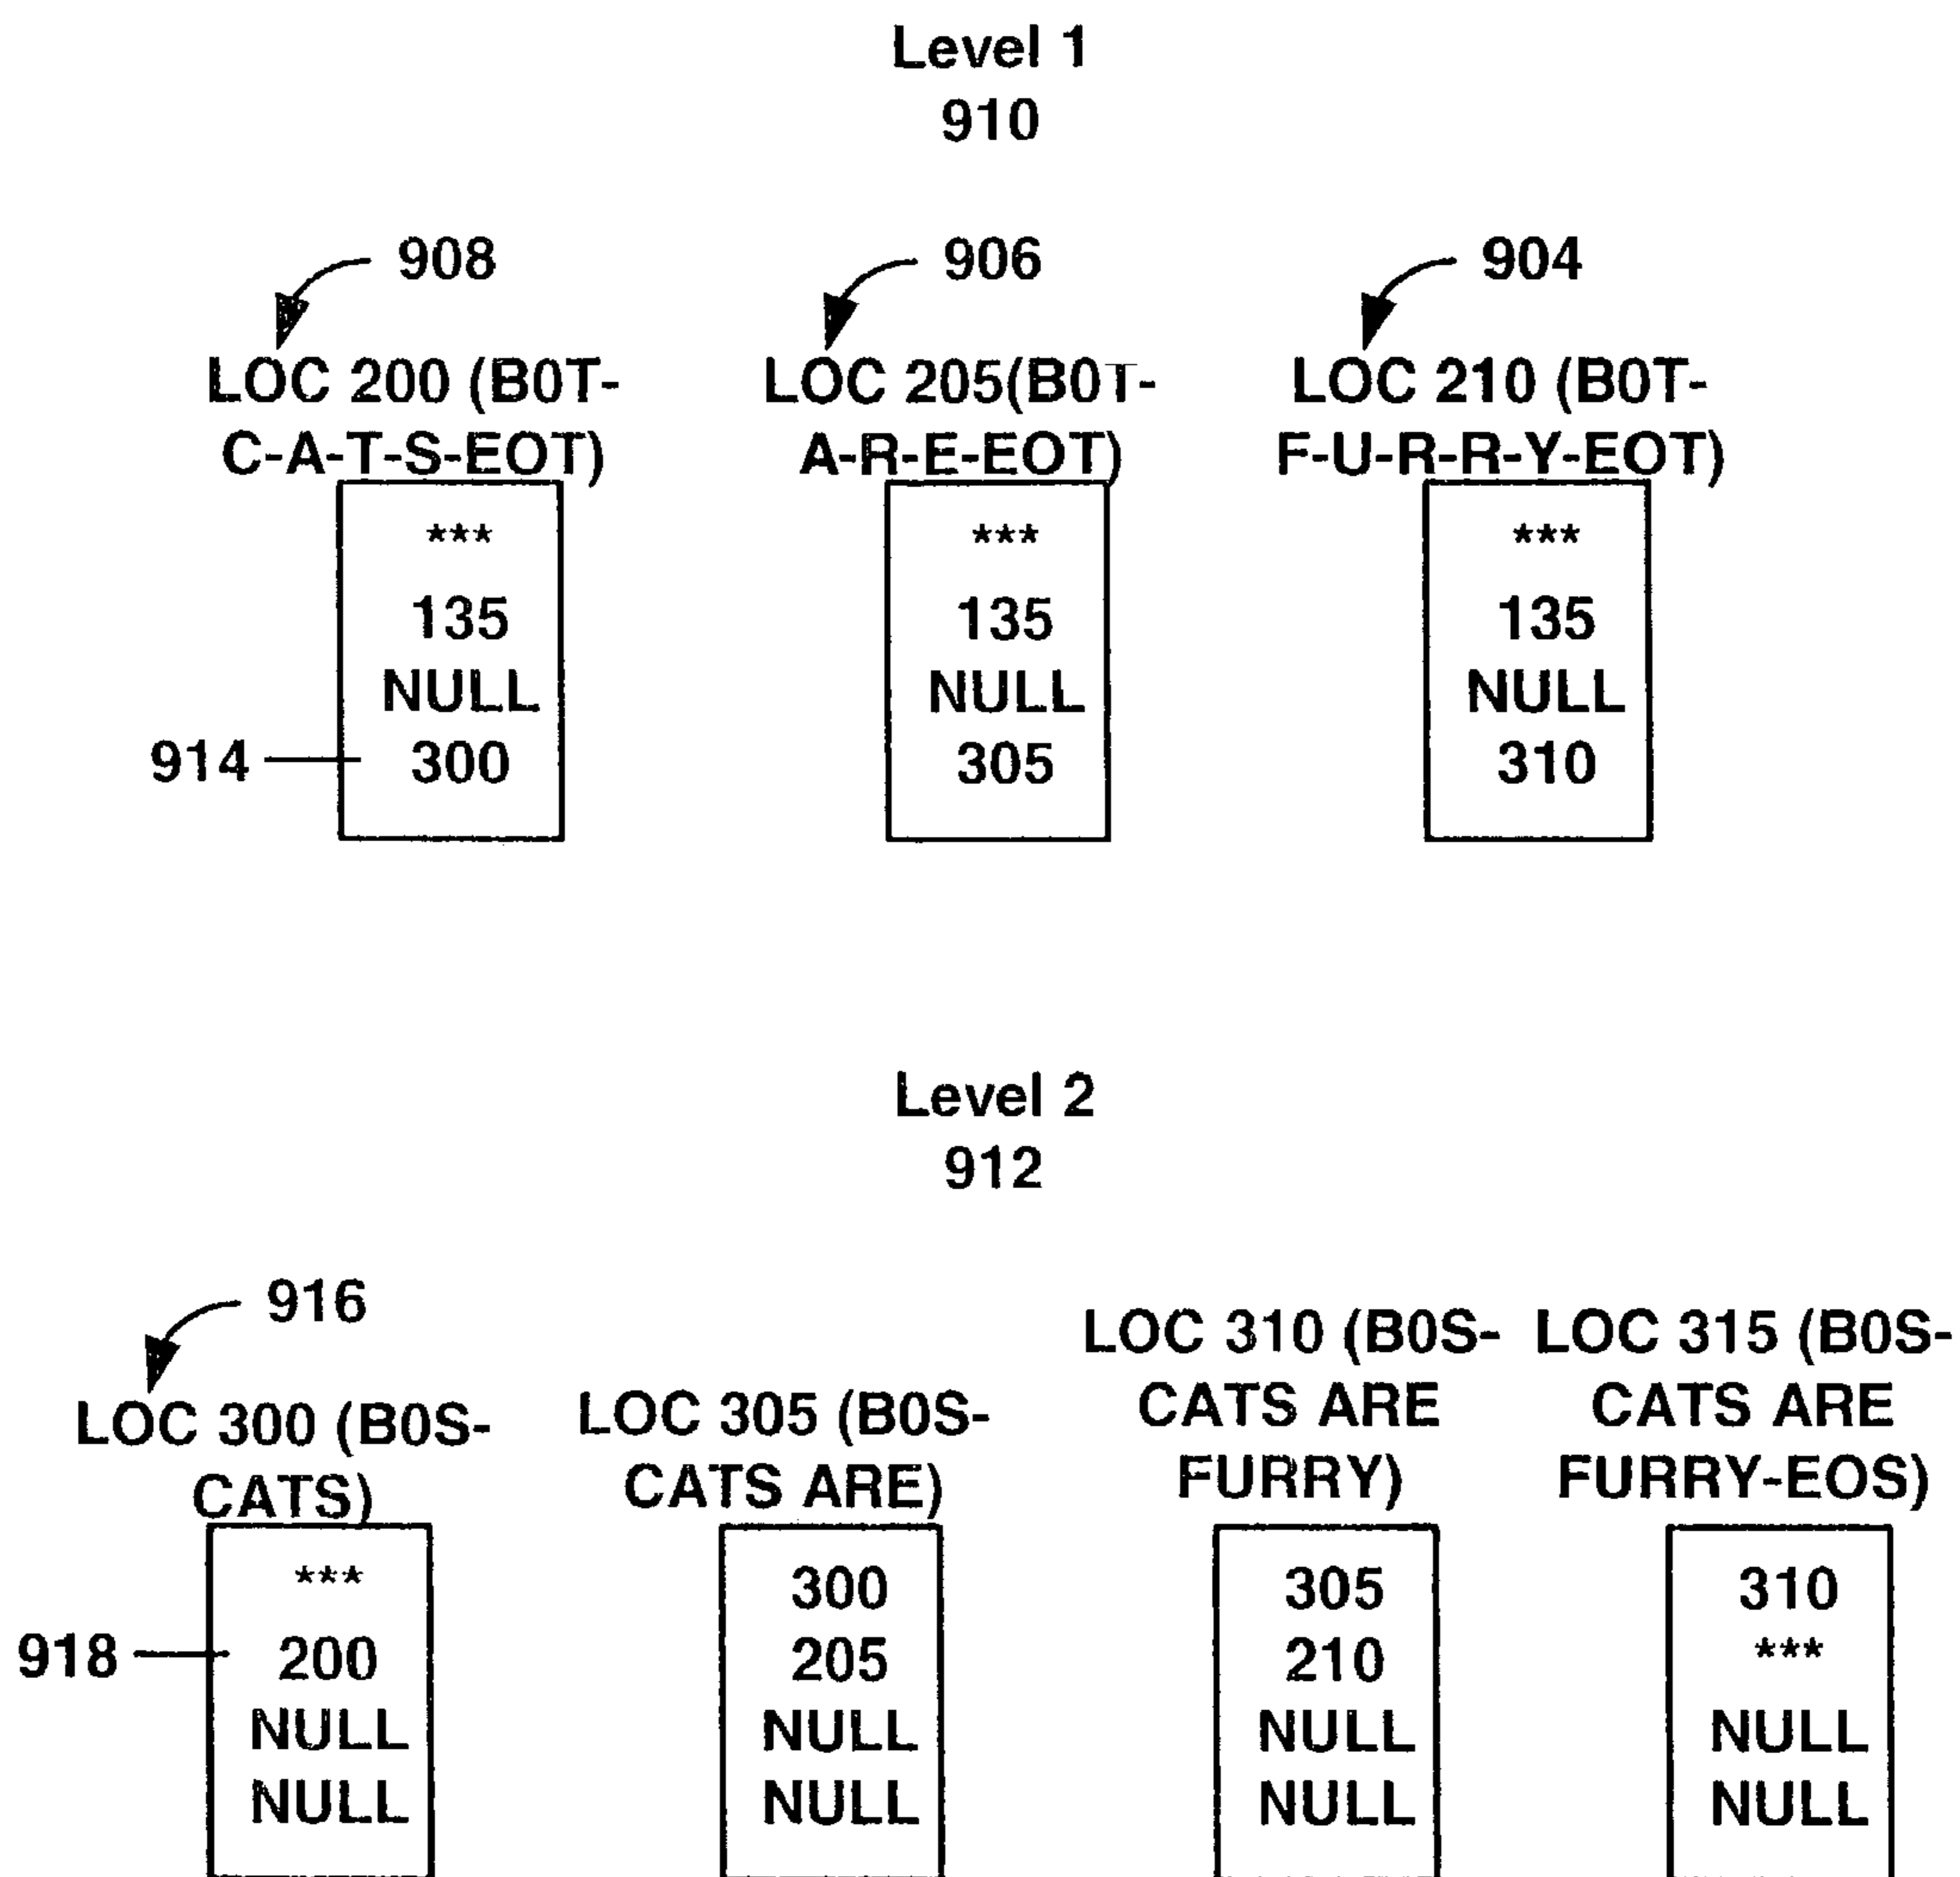 Level 1
910
908 906 904
LOC 200 (B0T- LOC 205(B0T- LOC 210 (B0T-
C-A-T-S-EOT) A-R-E-EOT) F-U-R-R-Y-EOT)
*** *** ***
135 135 135
NULL NULL NULL
914 300 305 310
Level 2
912
916
LOC 300 (B0S-
CATS)
LOC 305 (B0S-
CATS ARE)
LOC 310 (B0S-
CATS ARE
FURRY)
LOC 315 (B0S-
CATS ARE
FURRY-EOS)
*** 300 305 310
918 200 205 210 ***
NULL NULL NULL NULL
NULL NULL NULL NULL